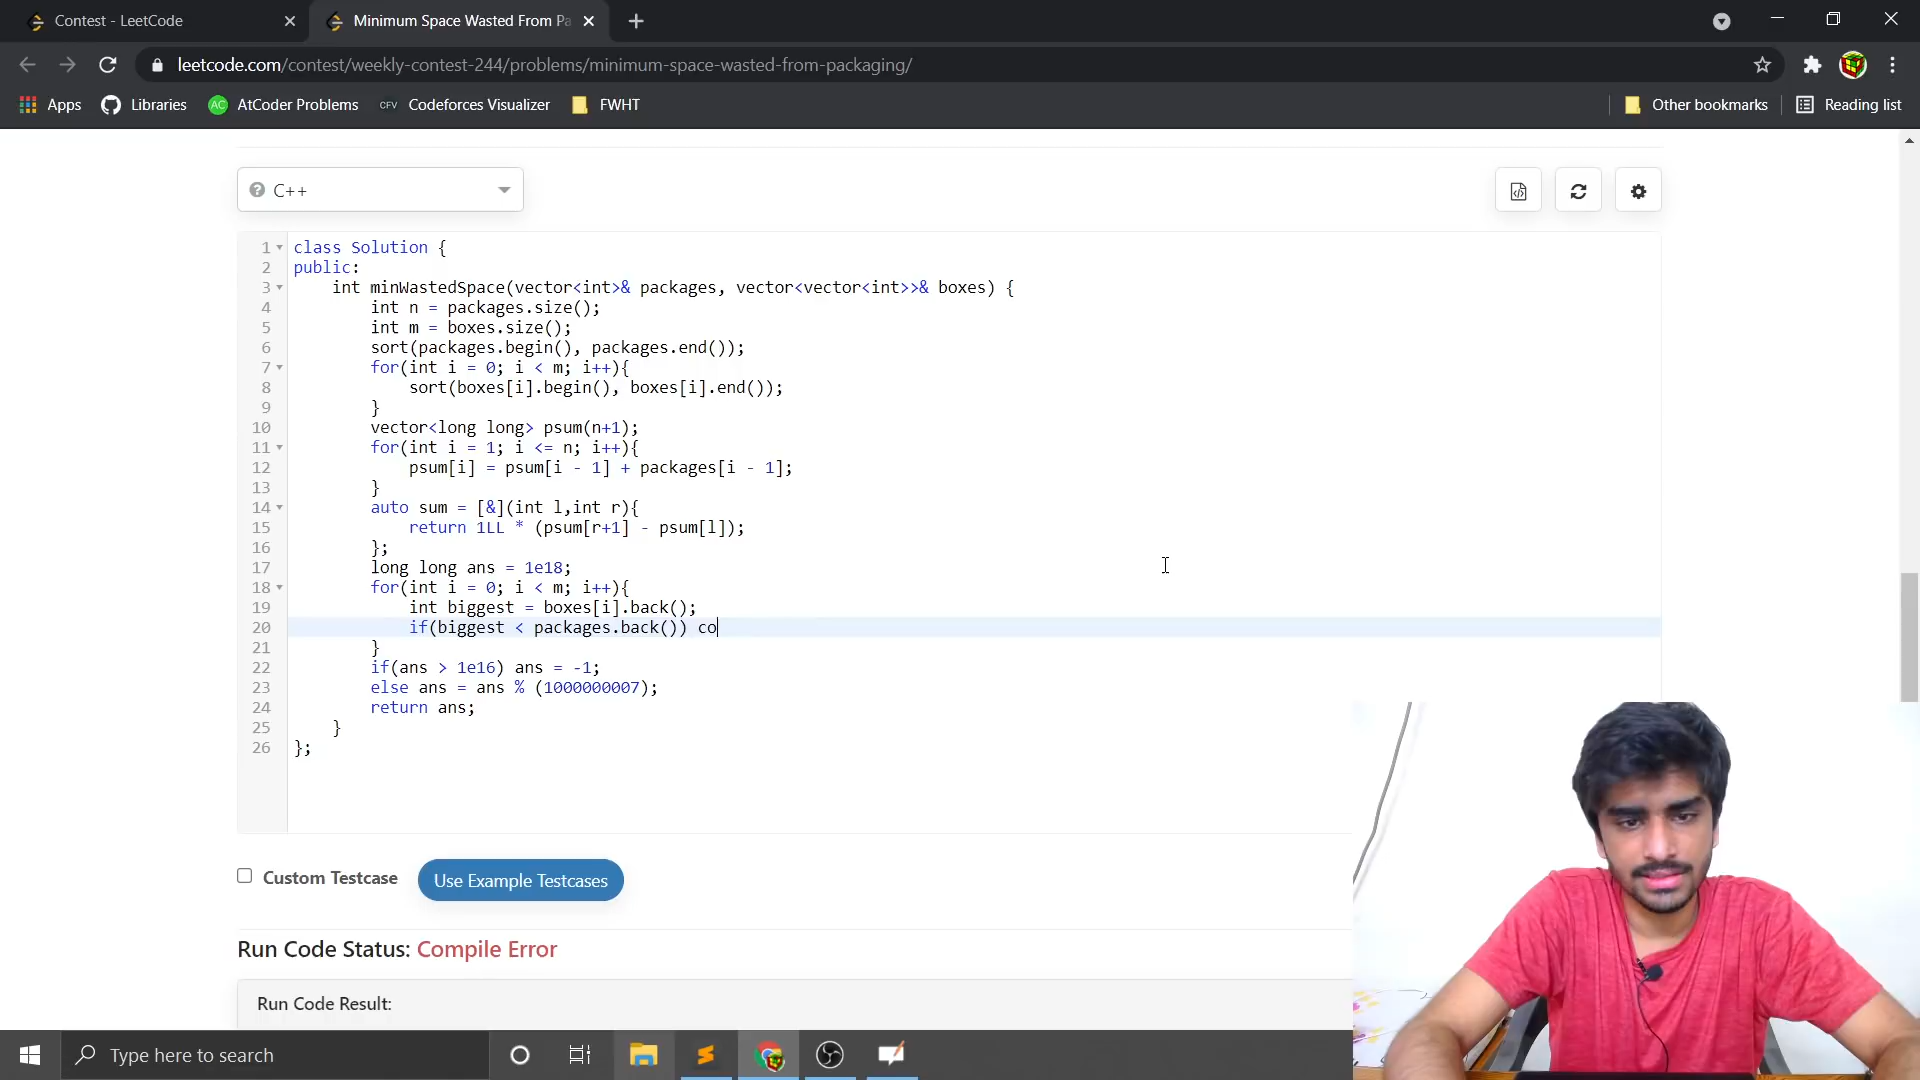 Contest - LeetCode
Minimum Space Wasted From Pa
leetcode.com/contest/weekly-contest-244/problems/minimum-space-wasted-from-packaging/
Apps
Libraries
AC
AtCoder Problems
CFV
Codeforces Visualizer
FWHT
Other bookmarks
Reading list
C++
1 class Solution {
2 public:
3 int minWastedSpace(vector<int>& packages, vector<vector<int>>& boxes) {
4 int n = packages.size();
5 int m = boxes.size();
6 sort(packages.begin(), packages.end());
7 for(int i = 0; i < m; i++){
8 sort(boxes[i].begin(), boxes[i].end());
9 }
10 vector<long long> psum(n+1);
11 for(int i = 1; i <= n; i++){
12 psum[i] = psum[i - 1] + packages[i - 1];
13 }
14 auto sum = [&](int l,int r){
15 return 1LL * (psum[r+1] - psum[l]);
16 };
17 long long ans = 1e18;
18 for(int i = 0; i < m; i++){
19 int biggest = boxes[i].back();
20 if(biggest < packages.back()) co
21 }
22 if(ans > 1e16) ans = -1;
23 else ans = ans % (1000000007);
24 return ans;
25 }
26 };
Custom Testcase
Use Example Testcases
Run Code Status: Compile Error
Run Code Result:
Type here to search